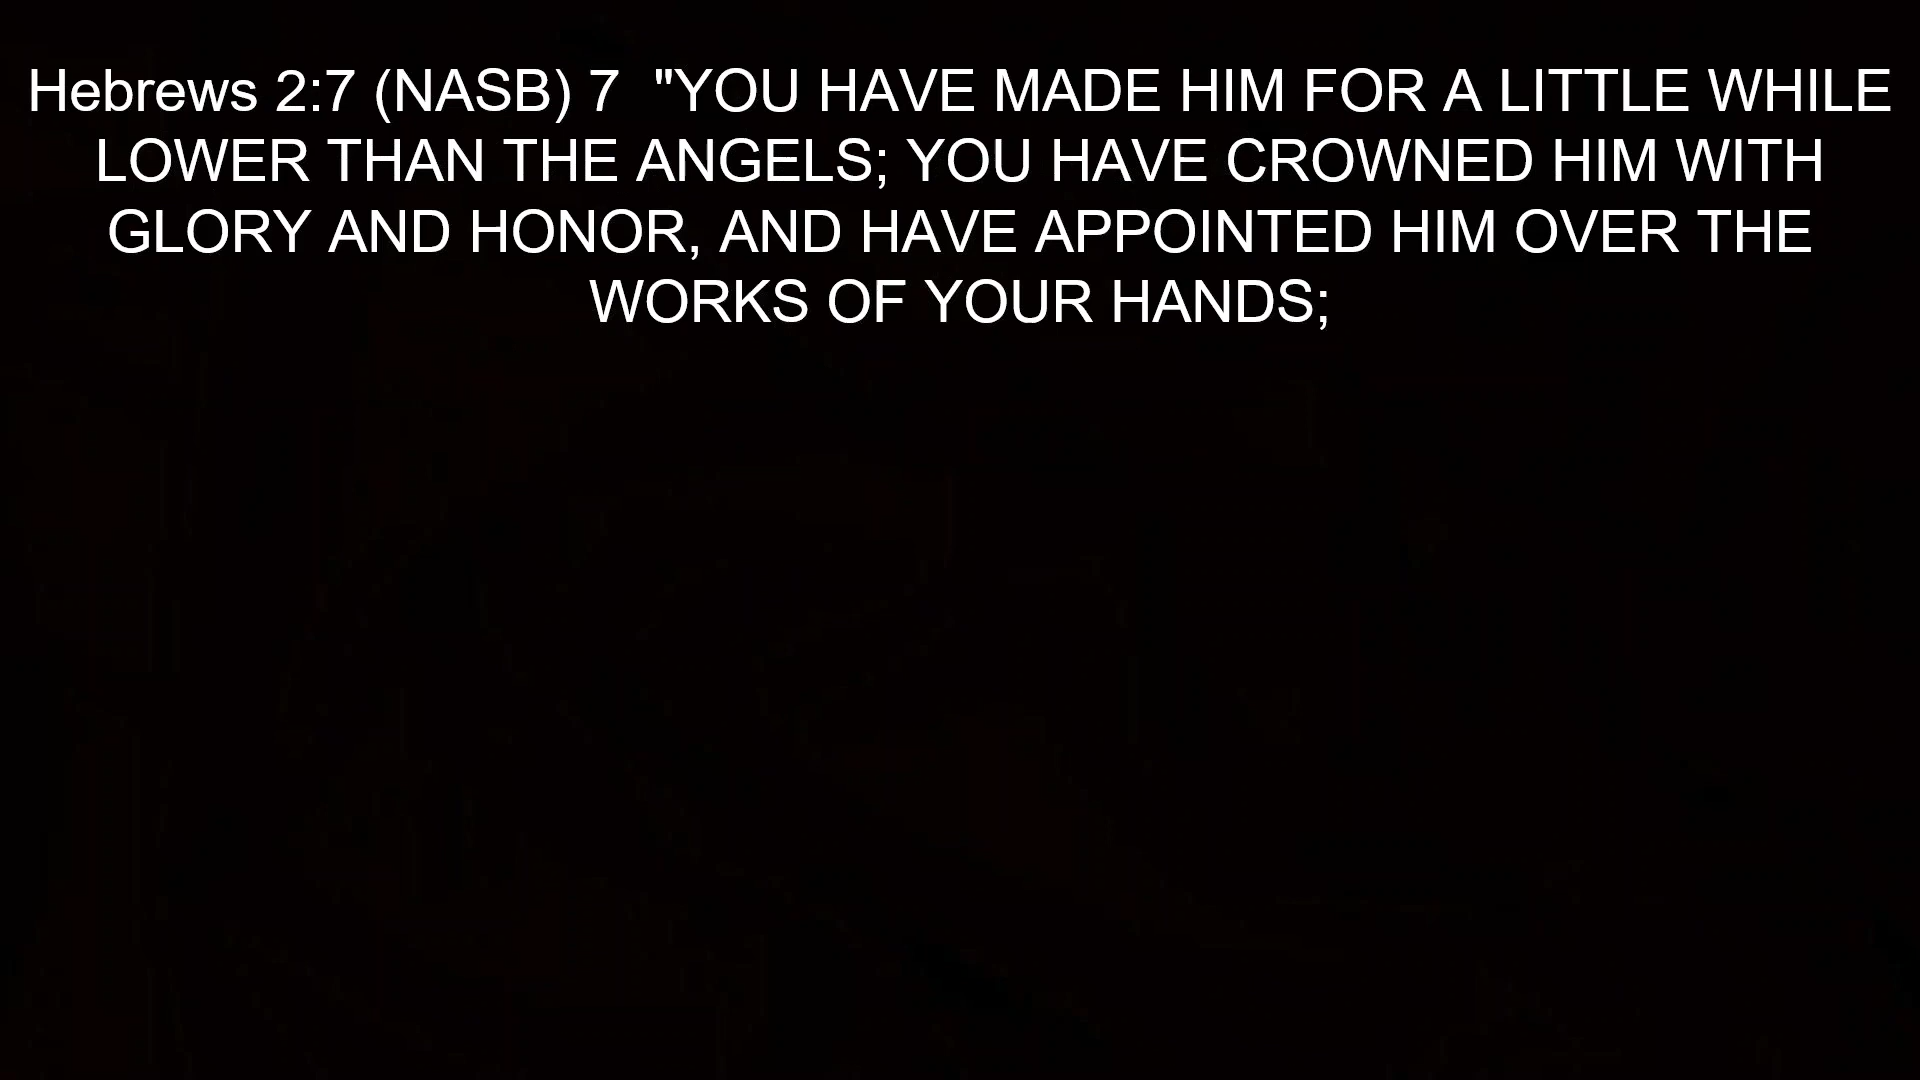 Hebrews 2:7 (NASB) 7  "YOU HAVE MADE HIM FOR A LITTLE WHILE
LOWER THAN THE ANGELS; YOU HAVE CROWNED HIM WITH
GLORY AND HONOR, AND HAVE APPOINTED HIM OVER THE
WORKS OF YOUR HANDS;